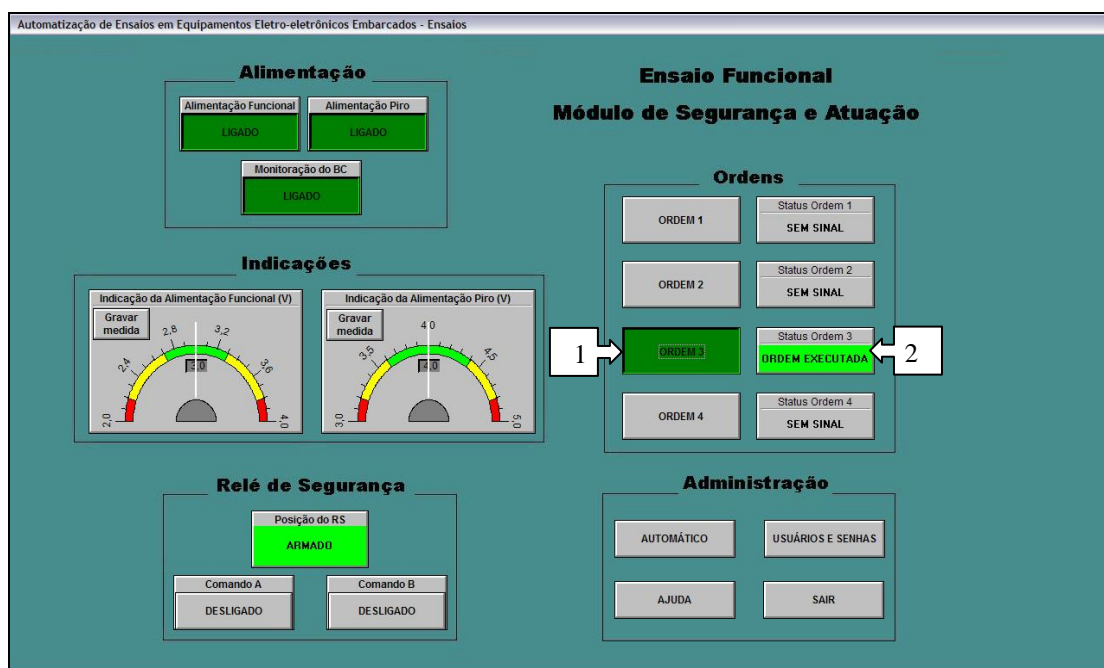 Automatização de Ensaios em Equipamentos Eletro-eletrônicos Embarcados - Ensaios
Alimentação
Alimentação Funcional
LIGADO
Alimentação Piro
LIGADO
Monitoração do BC
LIGADO
Ensaio Funcional
Módulo de Segurança e Atuação
Indicações
Indicação da Alimentação Funcional (V)
Gravar
medida
2,0
2,4
2,8
3,2
3,6
4,0
3,0
Indicação da Alimentação Piro (V)
Gravar
medida
3,0
3,5
4,0
4,5
5,0
4,0
Ordens
ORDEM 1
Status Ordem 1
SEM SINAL
ORDEM 2
Status Ordem 2
SEM SINAL
1
ORDEM 3
Status Ordem 3
ORDEM EXECUTADA
2
ORDEM 4
Status Ordem 4
SEM SINAL
Relé de Segurança
Posição do RS
ARMADO
Comando A
DESLIGADO
Comando B
DESLIGADO
Administração
AUTOMÁTICO
USUÁRIOS E SENHAS
AJUDA
SAIR